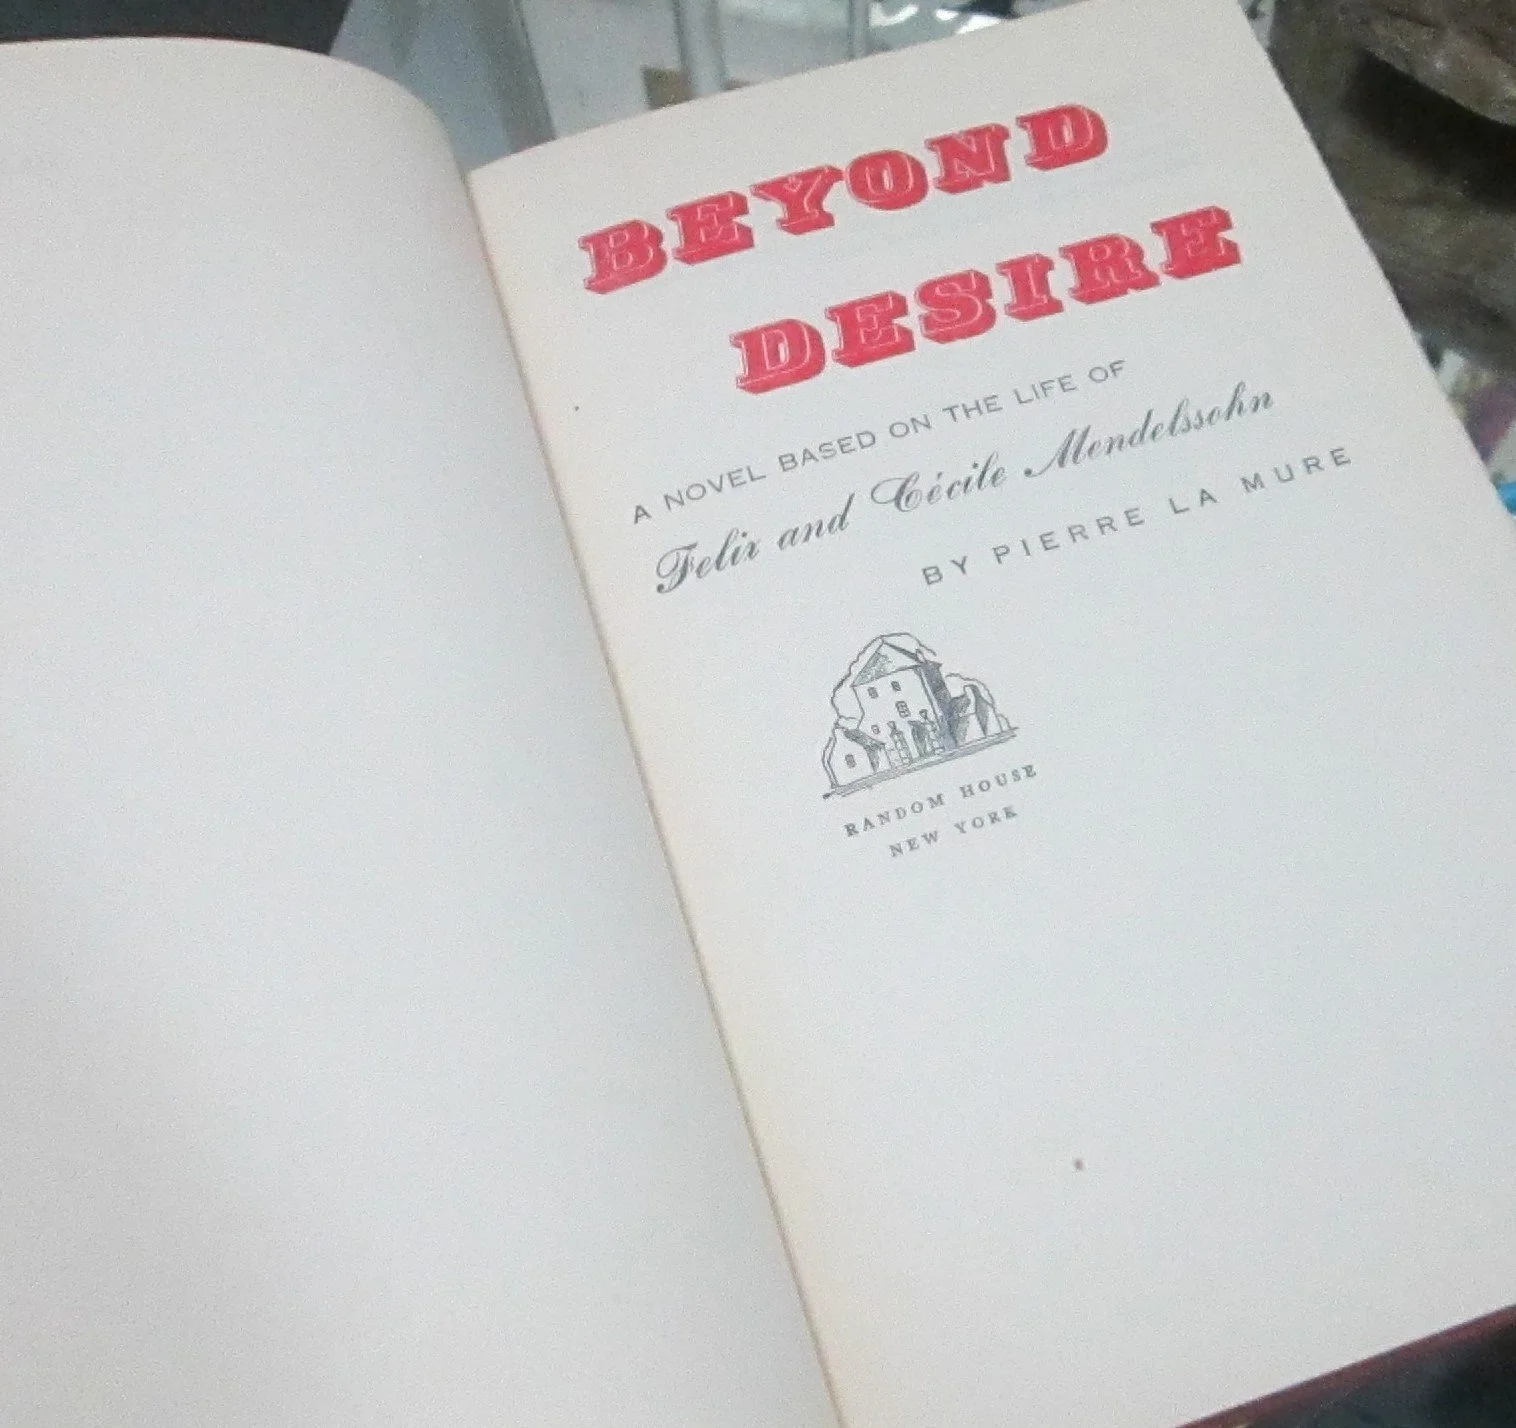 BEYOND
DESIRE
A NOVEL BASED ON THE LIFE OF
Felix and Cécile Mendelssohn
BY PIERRE LA MURE
RANDOM HOUSE
NEW YORK